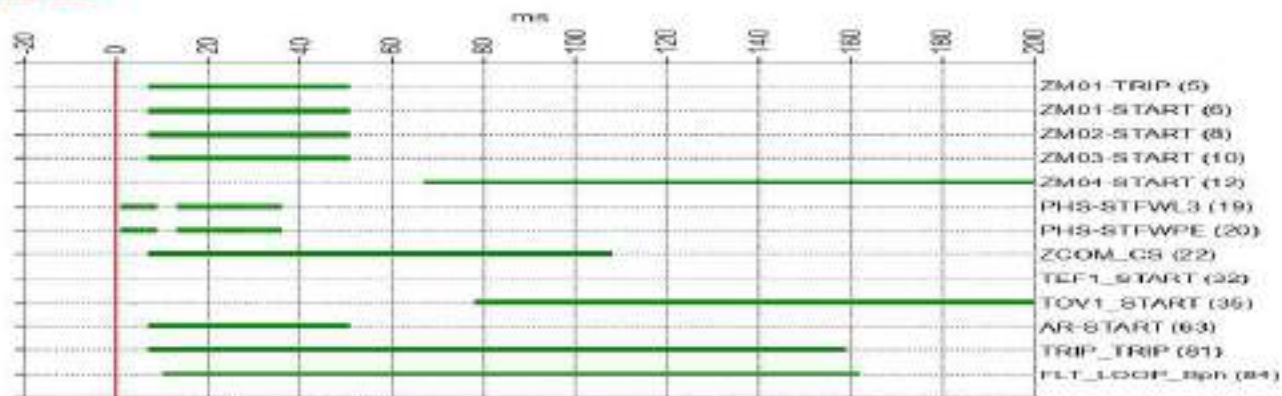 ms
-20 0 20 40 60 80 100 120 140 160 180 200
ZM01 TRIP (5)
ZM01-START (6)
ZM02-START (8)
ZM03-START (10)
ZM04-START (12)
PHS-STFWL3 (19)
PHS-STFWPE (20)
ZCOM_CS (22)
TEF1_START (32)
TOV1_START (35)
AR-START (63)
TRIP_TRIP (81)
FLT_LOOP_Bph (84)